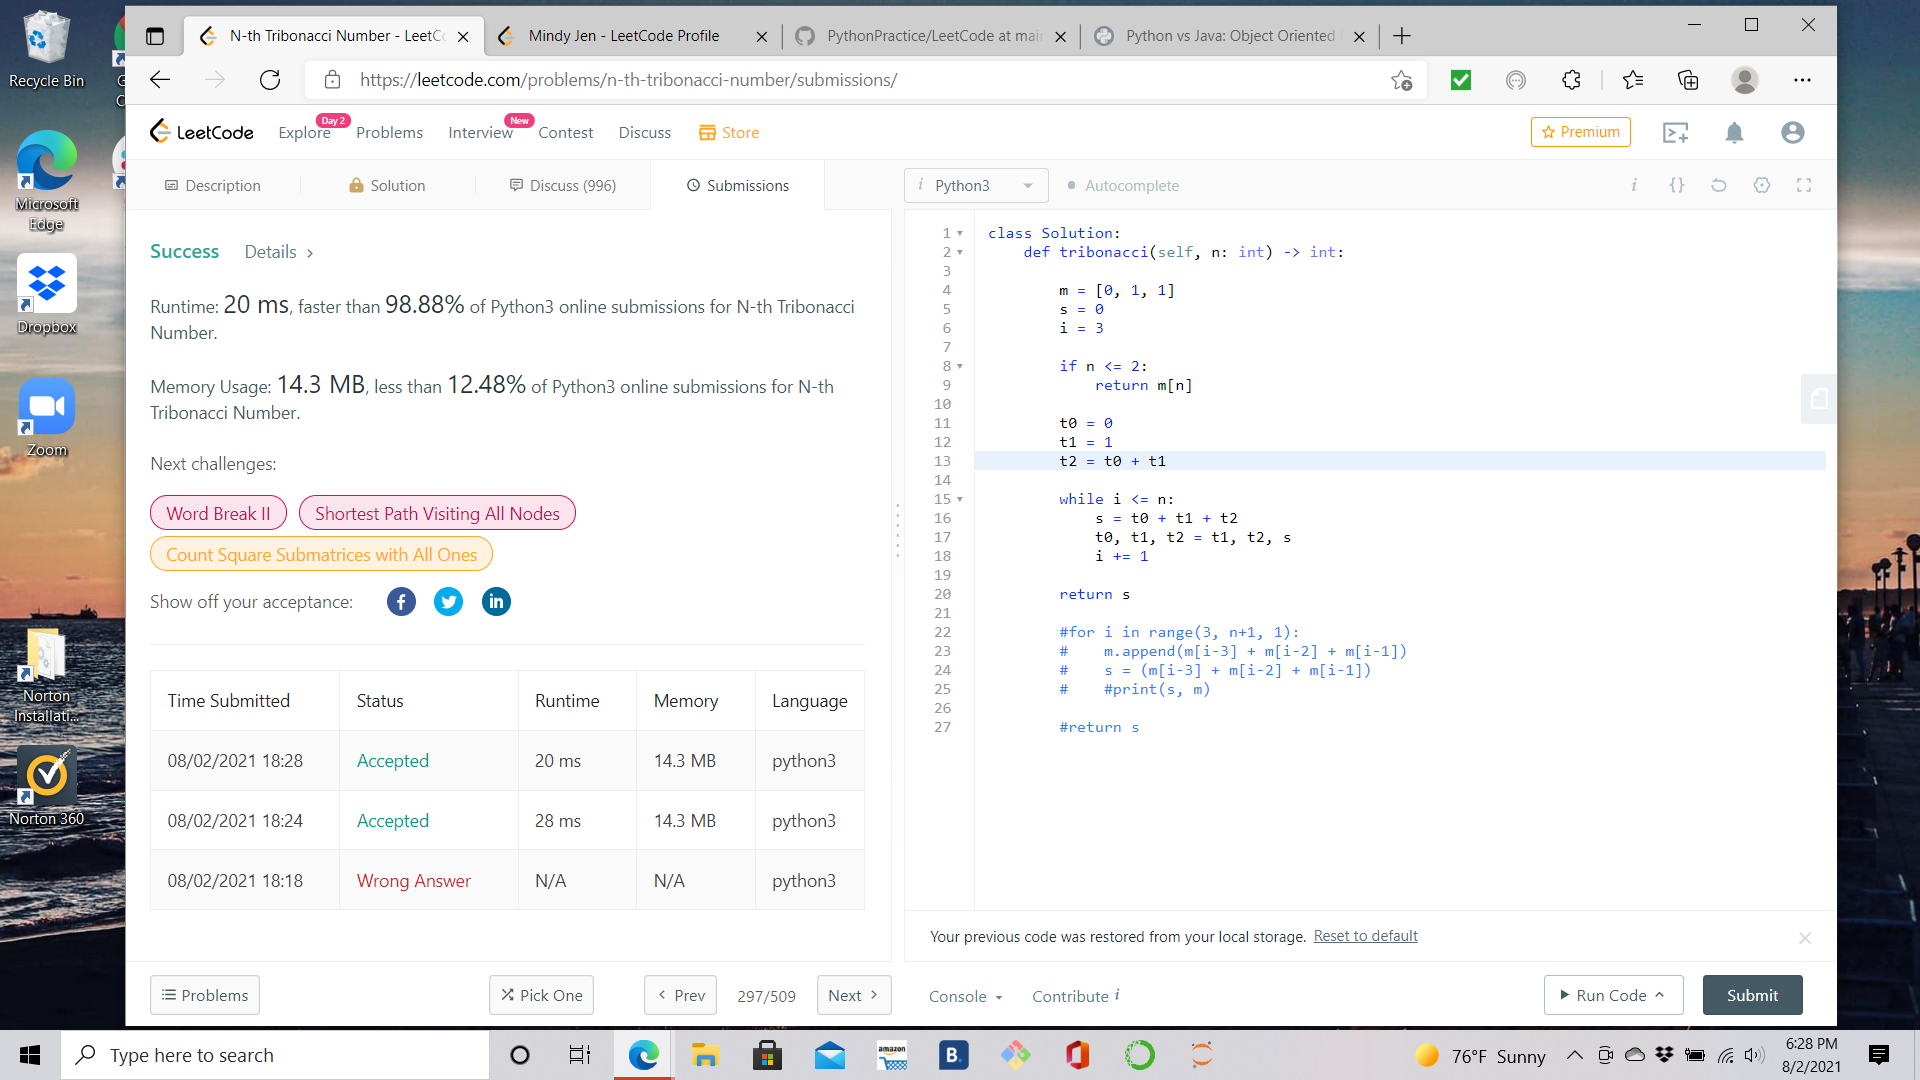 Recycle Bin
Microsoft
Edge
Dropbox
Zoom
Norton
Installati...
Norton 360
G
C
N-th Tribonacci Number - LeetCo
Mindy Jen - LeetCode Profile
PythonPractice/LeetCode at mai
Python vs Java: Object Oriented
https://leetcode.com/problems/n-th-tribonacci-number/submissions/
LeetCode
Explore
Day 2
Problems
Interview
New
Contest
Discuss
Store
Premium
Description
Solution
Discuss (996)
Submissions
i Python3
Autocomplete
i {}
Success Details >
Runtime: 20 ms, faster than 98.88% of Python3 online submissions for N-th Tribonacci
Number.
Memory Usage: 14.3 MB, less than 12.48% of Python3 online submissions for N-th
Tribonacci Number.
Next challenges:
Word Break II
Shortest Path Visiting All Nodes
Count Square Submatrices with All Ones
Show off your acceptance:
Time Submitted Status Runtime Memory Language
08/02/2021 18:28 Accepted 20 ms 14.3 MB python3
08/02/2021 18:24 Accepted 28 ms 14.3 MB python3
08/02/2021 18:18 Wrong Answer N/A N/A python3
1 class Solution:
2 def tribonacci(self, n: int) -> int:
3
4 m = [0, 1, 1]
5 s = 0
6 i = 3
7
8 if n <= 2:
9 return m[n]
10
11 t0 = 0
12 t1 = 1
13 t2 = t0 + t1
14
15 while i <= n:
16 s = t0 + t1 + t2
17 t0, t1, t2 = t1, t2, s
18 i += 1
19
20 return s
21
22 #for i in range(3, n+1, 1):
23 # m.append(m[i-3] + m[i-2] + m[i-1])
24 # s = (m[i-3] + m[i-2] + m[i-1])
25 # #print(s, m)
26
27 #return s
Your previous code was restored from your local storage. Reset to default
Problems
Pick One
< Prev
297/509
Next >
Console
Contribute i
Run Code
Submit
Type here to search
amazon
B.
76°F Sunny
6:28 PM
8/2/2021